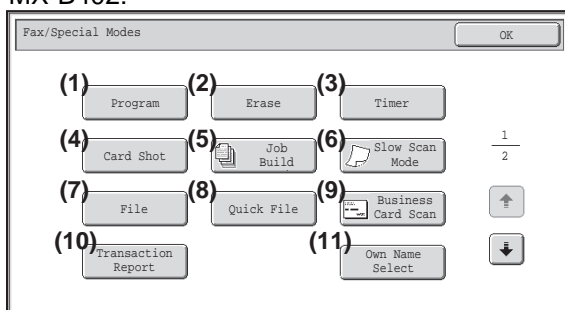 MX-B402.
Fax/Special Modes
OK
(1) Program
(2) Erase
(3) Timer
(4) Card Shot
(5) Job
Build
(6) Slow Scan
Mode
1
2
(7) File
(8) Quick File
(9) Business
Card Scan
(10) Transaction
Report
(11) Own Name
Select